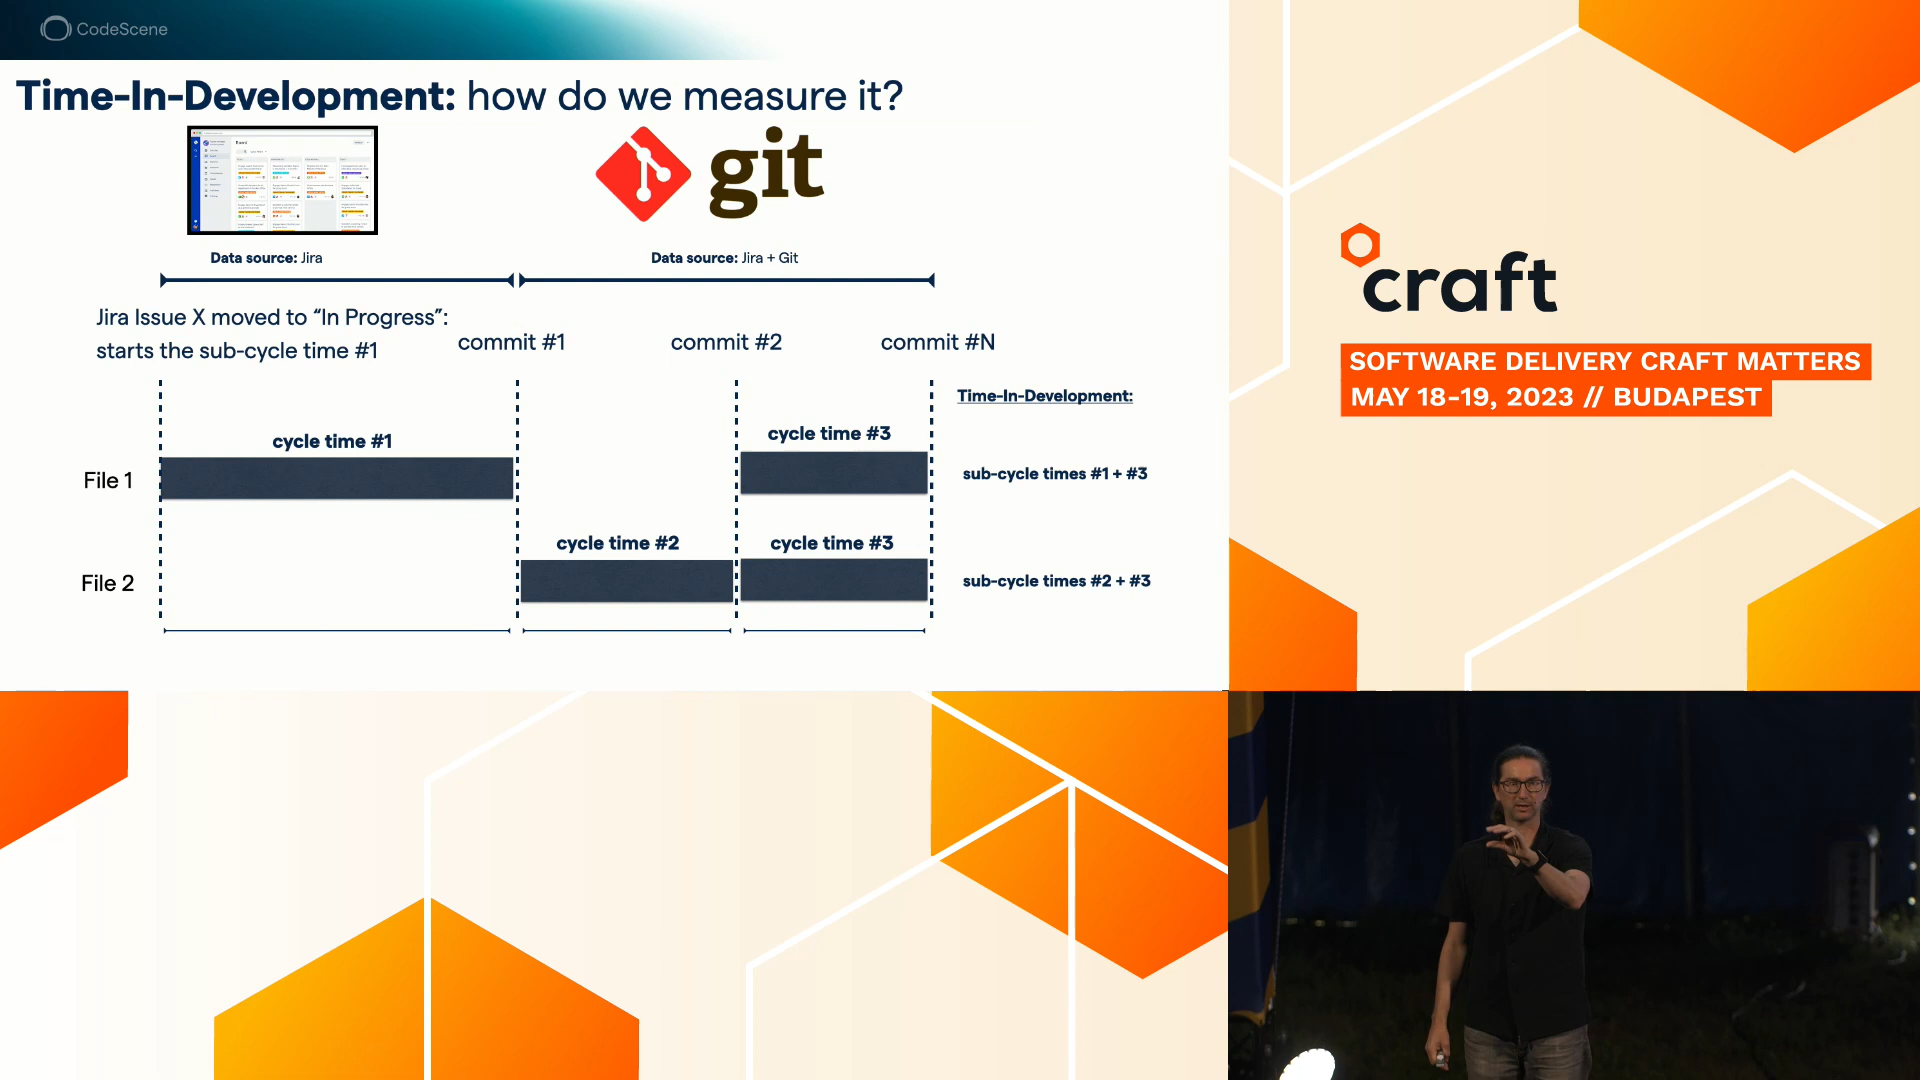 CodeScene
Time-In-Development: how do we measure it?
git
Data source: Jira
Data source: Jira + Git
Jira Issue X moved to “In Progress”:
starts the sub-cycle time #1
commit #1
commit #2
commit #N
Time-In-Development:
cycle time #1
cycle time #3
File 1
sub-cycle times #1 + #3
cycle time #2
cycle time #3
File 2
sub-cycle times #2 + #3
craft
SOFTWARE DELIVERY CRAFT MATTERS
MAY 18-19, 2023 // BUDAPEST